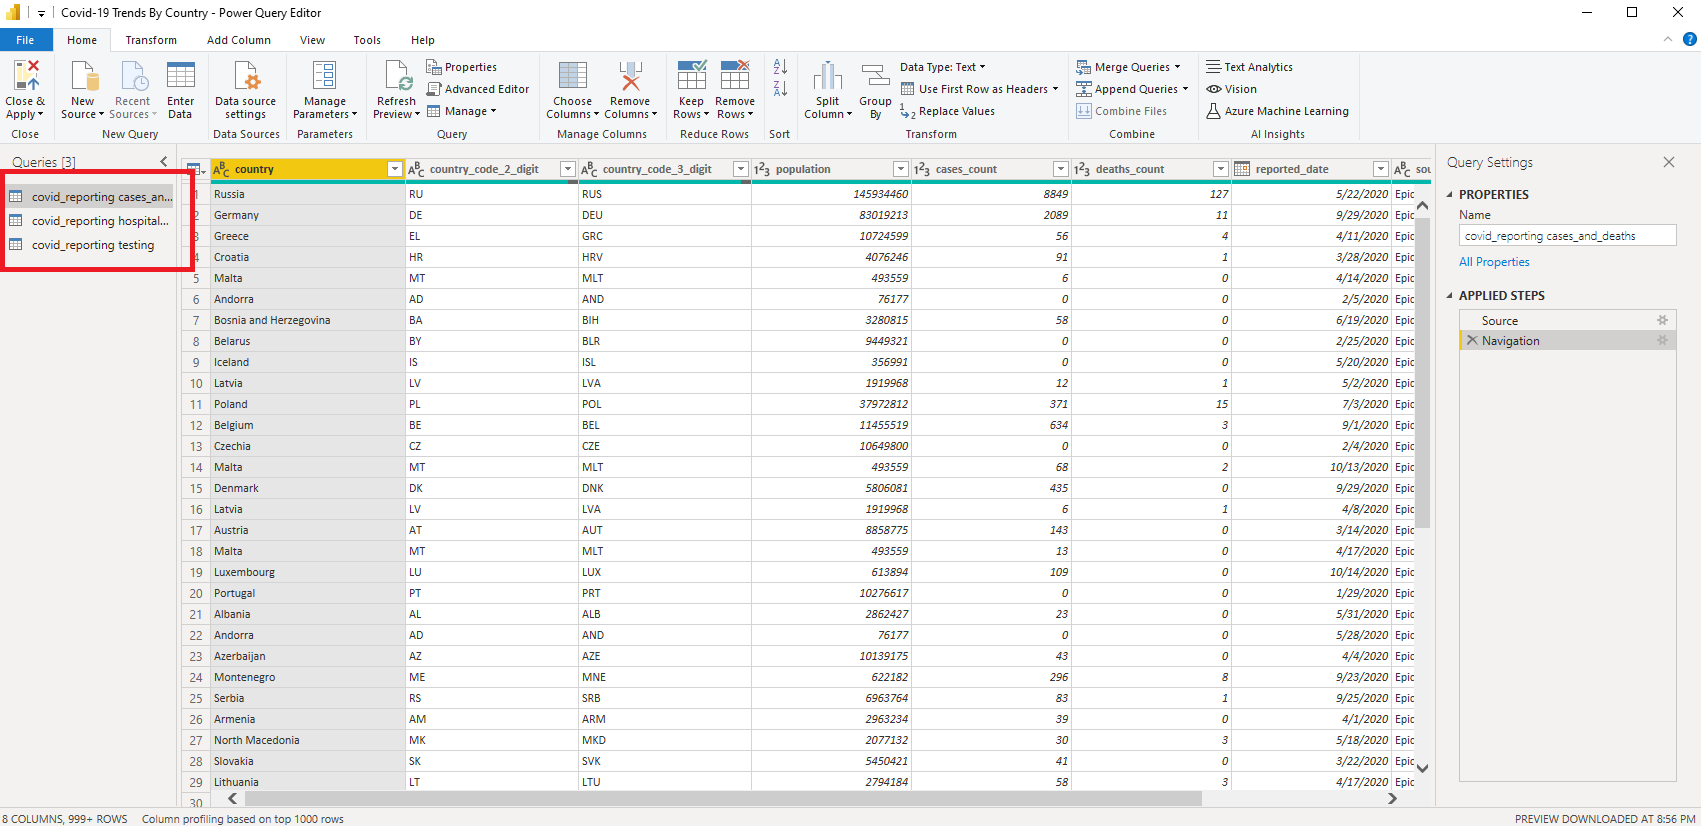 Covid-19 Trends By Country - Power Query Editor
File Home Transform Add Column View Tools Help
Close & Apply
New Source
Recent Sources
Enter Data
Data source settings
Manage Parameters
Refresh Preview
Properties
Advanced Editor
Manage
Choose Columns
Remove Columns
Keep Rows
Remove Rows
Split Column
Group By
Data Type: Text
Use First Row as Headers
Replace Values
Merge Queries
Append Queries
Combine Files
Text Analytics
Vision
Azure Machine Learning
Close New Query Data Sources Parameters Query Manage Columns Reduce Rows Sort Transform Combine AI Insights
Queries [3]
covid_reporting cases_an...
covid_reporting hospital...
covid_reporting testing
country country_code_2_digit country_code_3_digit population cases_count deaths_count reported_date sou
1 Russia RU RUS 145934460 8849 127 5/22/2020 Epic
2 Germany DE DEU 83019213 2089 11 9/29/2020 Epic
3 Greece EL GRC 10724599 56 4 4/11/2020 Epic
4 Croatia HR HRV 4076246 91 1 3/28/2020 Epic
5 Malta MT MLT 493559 6 0 4/14/2020 Epic
6 Andorra AD AND 76177 0 0 2/5/2020 Epic
7 Bosnia and Herzegovina BA BIH 3280815 58 0 6/19/2020 Epic
8 Belarus BY BLR 9449321 0 0 2/25/2020 Epic
9 Iceland IS ISL 356991 0 0 5/20/2020 Epic
10 Latvia LV LVA 1919968 12 1 5/2/2020 Epic
11 Poland PL POL 37972812 371 15 7/3/2020 Epic
12 Belgium BE BEL 11455519 634 3 9/1/2020 Epic
13 Czechia CZ CZE 10649800 0 0 2/4/2020 Epic
14 Malta MT MLT 493559 68 2 10/13/2020 Epic
15 Denmark DK DNK 5806081 435 0 9/29/2020 Epic
16 Latvia LV LVA 1919968 6 1 4/8/2020 Epic
17 Austria AT AUT 8858775 143 0 3/14/2020 Epic
18 Malta MT MLT 493559 13 0 4/17/2020 Epic
19 Luxembourg LU LUX 613894 109 0 10/14/2020 Epic
20 Portugal PT PRT 10276617 0 0 1/29/2020 Epic
21 Albania AL ALB 2862427 23 0 5/31/2020 Epic
22 Andorra AD AND 76177 0 0 5/28/2020 Epic
23 Azerbaijan AZ AZE 10139175 43 0 4/4/2020 Epic
24 Montenegro ME MNE 622182 296 8 9/23/2020 Epic
25 Serbia RS SRB 6963764 83 1 9/25/2020 Epic
26 Armenia AM ARM 2963234 39 0 4/1/2020 Epic
27 North Macedonia MK MKD 2077132 30 3 5/18/2020 Epic
28 Slovakia SK SVK 5450421 41 0 3/22/2020 Epic
29 Lithuania LT LTU 2794184 58 3 4/17/2020 Epic
30
Query Settings
PROPERTIES
Name
covid_reporting cases_and_deaths
All Properties
APPLIED STEPS
Source
Navigation
8 COLUMNS, 999+ ROWS Column profiling based on top 1000 rows PREVIEW DOWNLOADED AT 8:56 PM